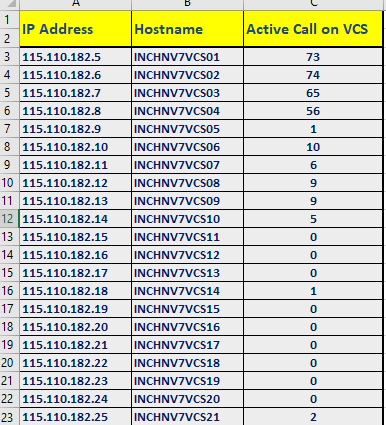 A B C
1 IP Address Hostname Active Call on VCS
2
3 115.110.182.5 INCHNV7VCS01 73
4 115.110.182.6 INCHNV7VCS02 74
5 115.110.182.7 INCHNV7VCS03 65
6 115.110.182.8 INCHNV7VCS04 56
7 115.110.182.9 INCHNV7VCS05 1
8 115.110.182.10 INCHNV7VCS06 10
9 115.110.182.11 INCHNV7VCS07 6
10 115.110.182.12 INCHNV7VCS08 9
11 115.110.182.13 INCHNV7VCS09 9
12 115.110.182.14 INCHNV7VCS10 5
13 115.110.182.15 INCHNV7VCS11 0
14 115.110.182.16 INCHNV7VCS12 0
15 115.110.182.17 INCHNV7VCS13 0
16 115.110.182.18 INCHNV7VCS14 1
17 115.110.182.19 INCHNV7VCS15 0
18 115.110.182.20 INCHNV7VCS16 0
19 115.110.182.21 INCHNV7VCS17 0
20 115.110.182.22 INCHNV7VCS18 0
21 115.110.182.23 INCHNV7VCS19 0
22 115.110.182.24 INCHNV7VCS20 0
23 115.110.182.25 INCHNV7VCS21 2